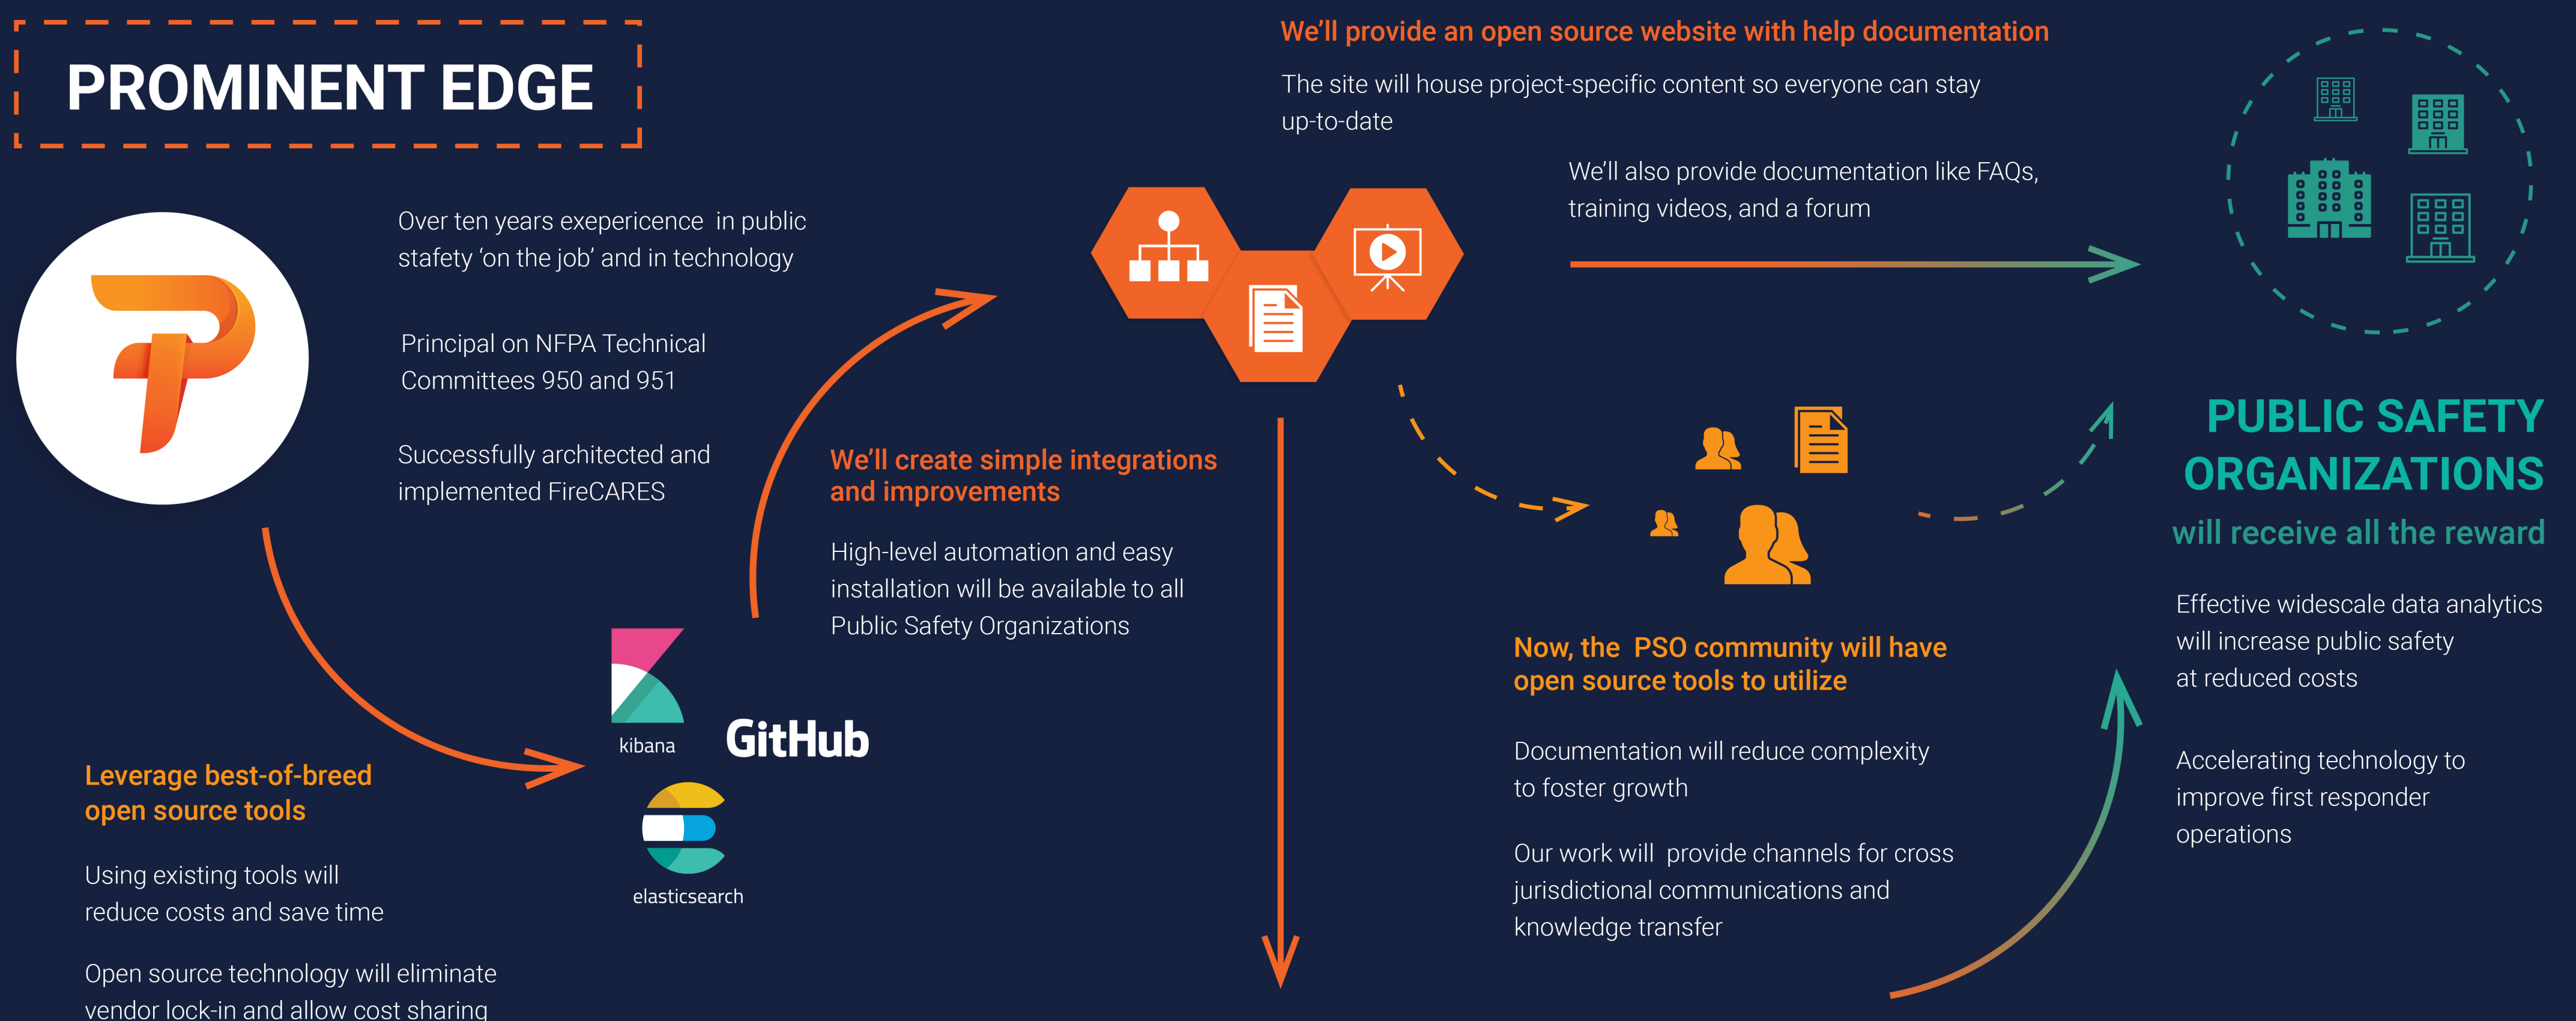 PROMINENT EDGE
Over ten years exepericence  in public
stafety ‘on the job’ and in technology
Principal on NFPA Technical
Committees 950 and 951
Successfully architected and
implemented FireCARES
Leverage best-of-breed
open source tools
Using existing tools will
reduce costs and save time
Open source technology will eliminate
vendor lock-in and allow cost sharing
kibana
GitHub
elasticsearch
We’ll create simple integrations
and improvements
High-level automation and easy
installation will be available to all
Public Safety Organizations
We’ll provide an open source website with help documentation
The site will house project-specific content so everyone can stay
up-to-date
We’ll also provide documentation like FAQs,
training videos, and a forum
Now, the  PSO community will have
open source tools to utilize
Documentation will reduce complexity
to foster growth
Our work will  provide channels for cross
jurisdictional communications and
knowledge transfer
PUBLIC SAFETY
ORGANIZATIONS
will receive all the reward
Effective widescale data analytics
will increase public safety
at reduced costs
Accelerating technology to
improve first responder
operations